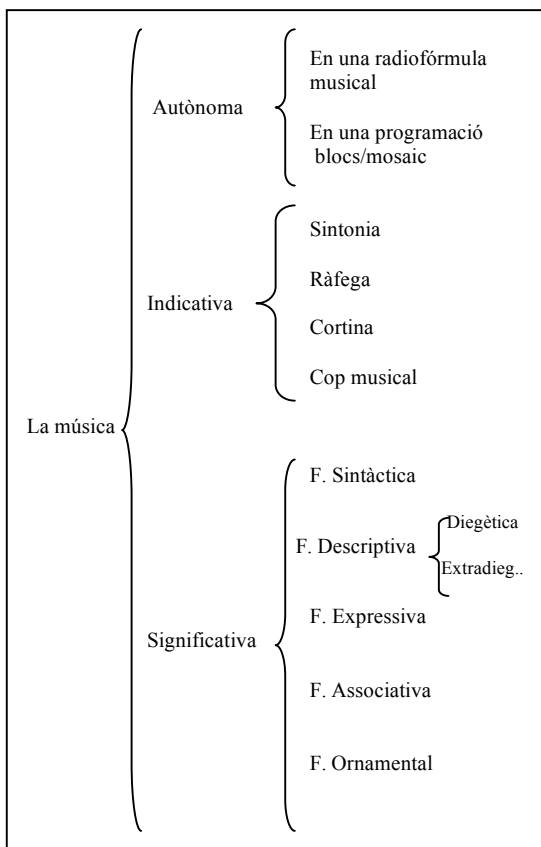 La música
Autònoma
En una radiofórmula
musical
En una programació
blocs/mosaic
Indicativa
Sintonia
Ràfega
Cortina
Cop musical
Significativa
F. Sintàctica
F. Descriptiva
Diegètica
Extradieg..
F. Expressiva
F. Associativa
F. Ornamental